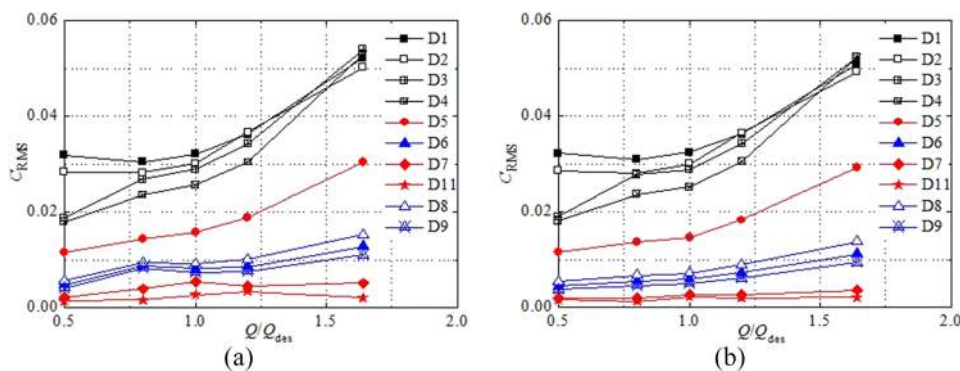 0.06
0.04
0.02
0.00
C_RMS
0.5
1.0
1.5
2.0
Q/Q_des
D1
D2
D3
D4
D5
D6
D7
D11
D8
D9
(a)
0.06
0.04
0.02
0.00
C_RMS
0.5
1.0
1.5
2.0
Q/Q_des
D1
D2
D3
D4
D5
D6
D7
D11
D8
D9
(b)